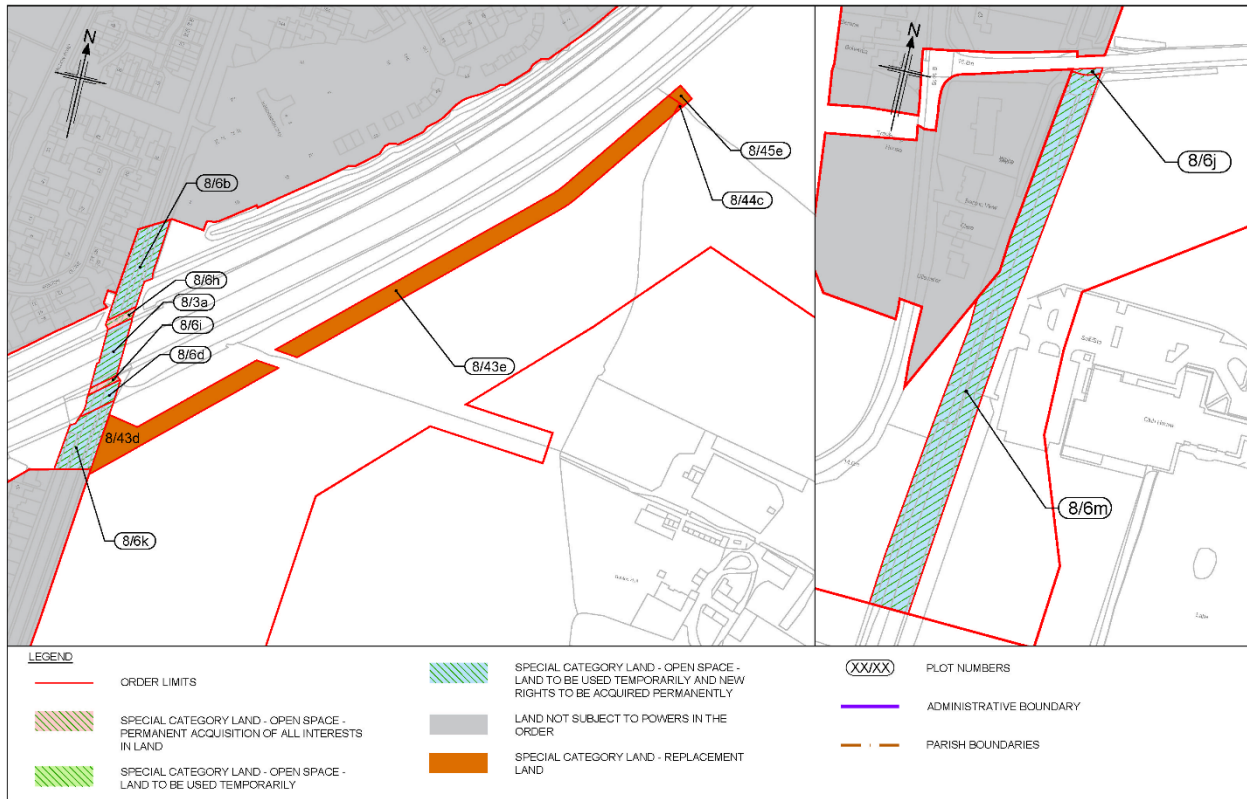 N
8/6b
8/6h
8/3a
8/6i
8/6d
8/43d
8/6k
8/43e
8/45e
8/44c
N
8/6j
8/6m
Club House
LEGEND
ORDER LIMITS
SPECIAL CATEGORY LAND - OPEN SPACE -
PERMANENT ACQUISITION OF ALL INTERESTS
IN LAND
SPECIAL CATEGORY LAND - OPEN SPACE -
LAND TO BE USED TEMPORARILY
SPECIAL CATEGORY LAND - OPEN SPACE -
LAND TO BE USED TEMPORARILY AND NEW
RIGHTS TO BE ACQUIRED PERMANENTLY
LAND NOT SUBJECT TO POWERS IN THE
ORDER
SPECIAL CATEGORY LAND - REPLACEMENT
LAND
XX/XX
PLOT NUMBERS
ADMINISTRATIVE BOUNDARY
PARISH BOUNDARIES